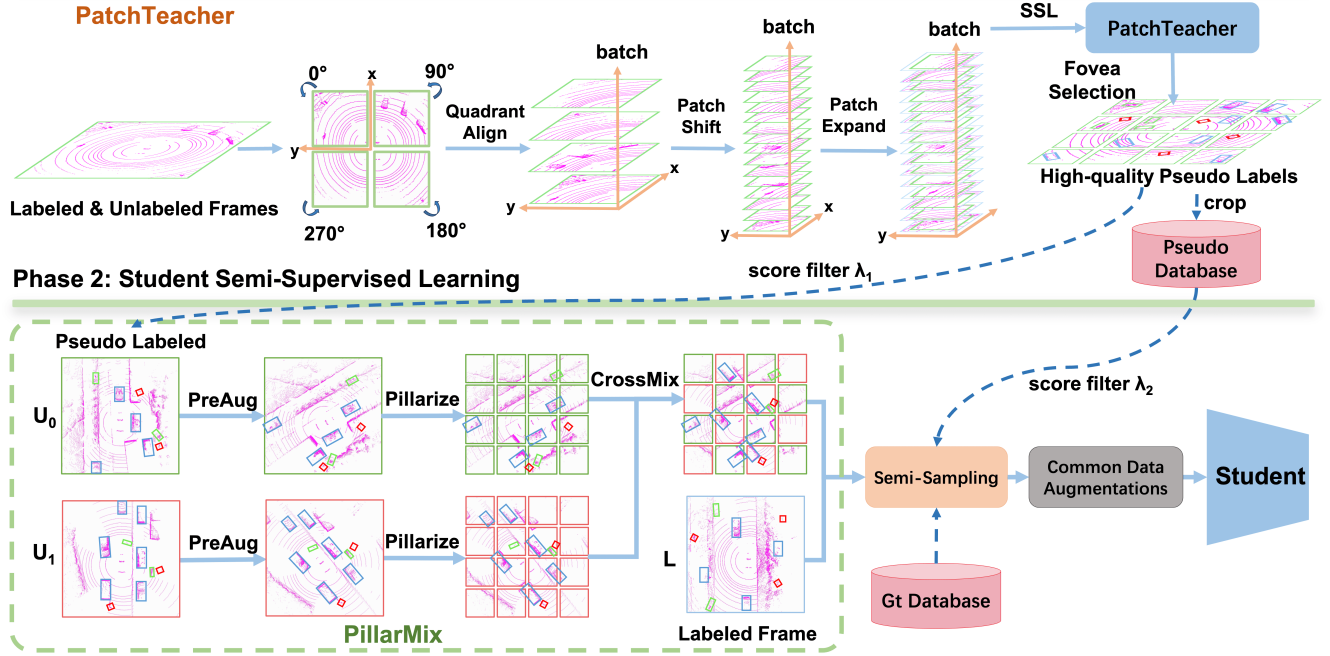 PatchTeacher
Labeled & Unlabeled Frames
0°
90°
x
y
270°
180°
Quadrant
Align
batch
x
y
Patch
Shift
batch
x
y
Patch
Expand
batch
y
SSL
PatchTeacher
Fovea
Selection
High-quality Pseudo Labels
crop
Pseudo
Database
score filter λ1
Phase 2: Student Semi-Supervised Learning
Pseudo Labeled
U0
PreAug
Pillarize
CrossMix
score filter λ2
U1
PreAug
Pillarize
L
Labeled Frame
PillarMix
Semi-Sampling
Common Data
Augmentations
Student
Gt Database